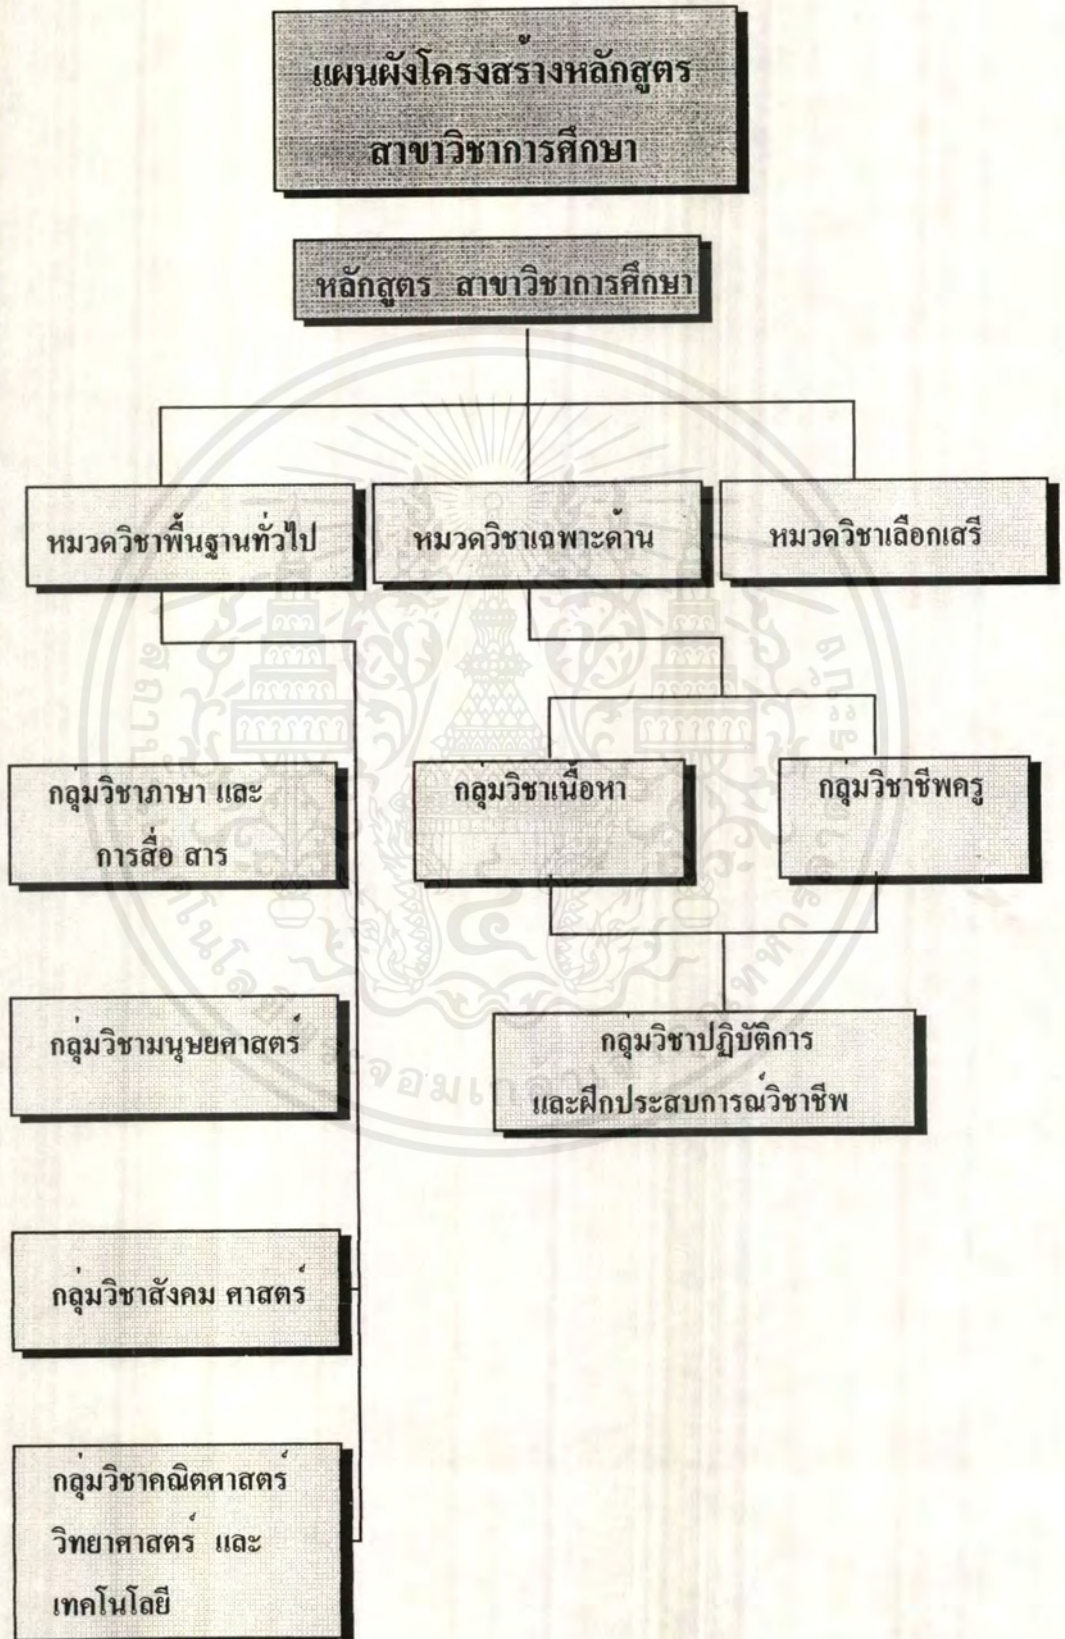 แผนผังโครงสร้างหลักสูตร
สาขาวิชาการศึกษา
หลักสูตร สาขาวิชาการศึกษา
หมวดวิชาพื้นฐานทั่วไป
หมวดวิชาเฉพาะด้าน
หมวดวิชาเลือกเสรี
กลุ่มวิชาภาษา และ
การสื่อ สาร
กลุ่มวิชาเนื้อหา
กลุ่มวิชาชีพครู
กลุ่มวิชามนุษยศาสตร์
กลุ่มวิชาปฏิบัติการ
และฝึกประสบการณ์วิชาชีพ
กลุ่มวิชาสังคม ศาสตร์
กลุ่มวิชาคณิตศาสตร์
วิทยาศาสตร์ และ
เทคโนโลยี